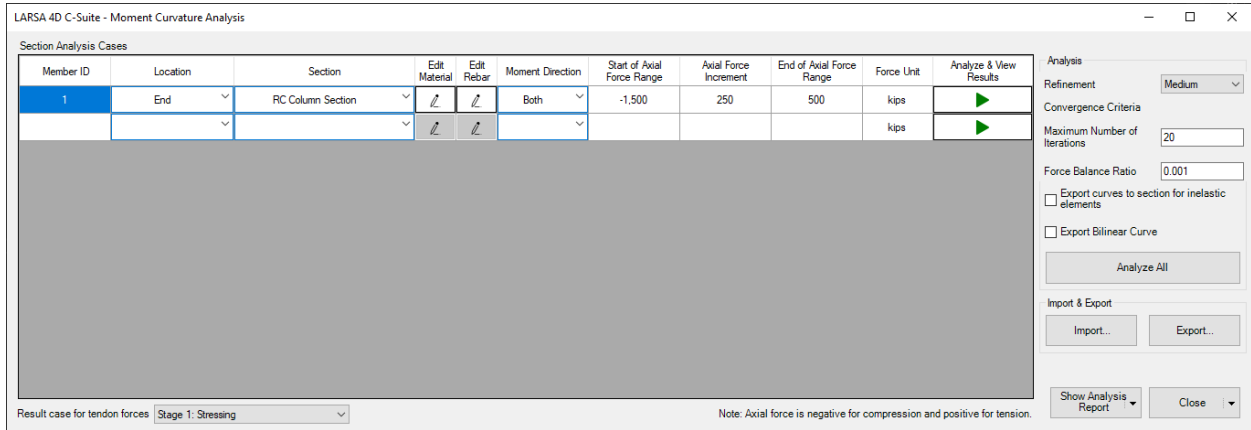 LARSA 4D C-Suite - Moment Curvature Analysis
Section Analysis Cases
Member ID Location Section Edit Material Edit Rebar Moment Direction Start of Axial Force Range Axial Force Increment End of Axial Force Range Force Unit Analyze & View Results
1 End RC Column Section Both -1,500 250 500 kips
kips
Analysis
Refinement Medium
Convergence Criteria
Maximum Number of
Iterations 20
Force Balance Ratio 0.001
Export curves to section for inelastic
elements
Export Bilinear Curve
Analyze All
Import & Export
Import... Export...
Show Analysis
Report
Close
Result case for tendon forces Stage 1: Stressing
Note: Axial force is negative for compression and positive for tension.